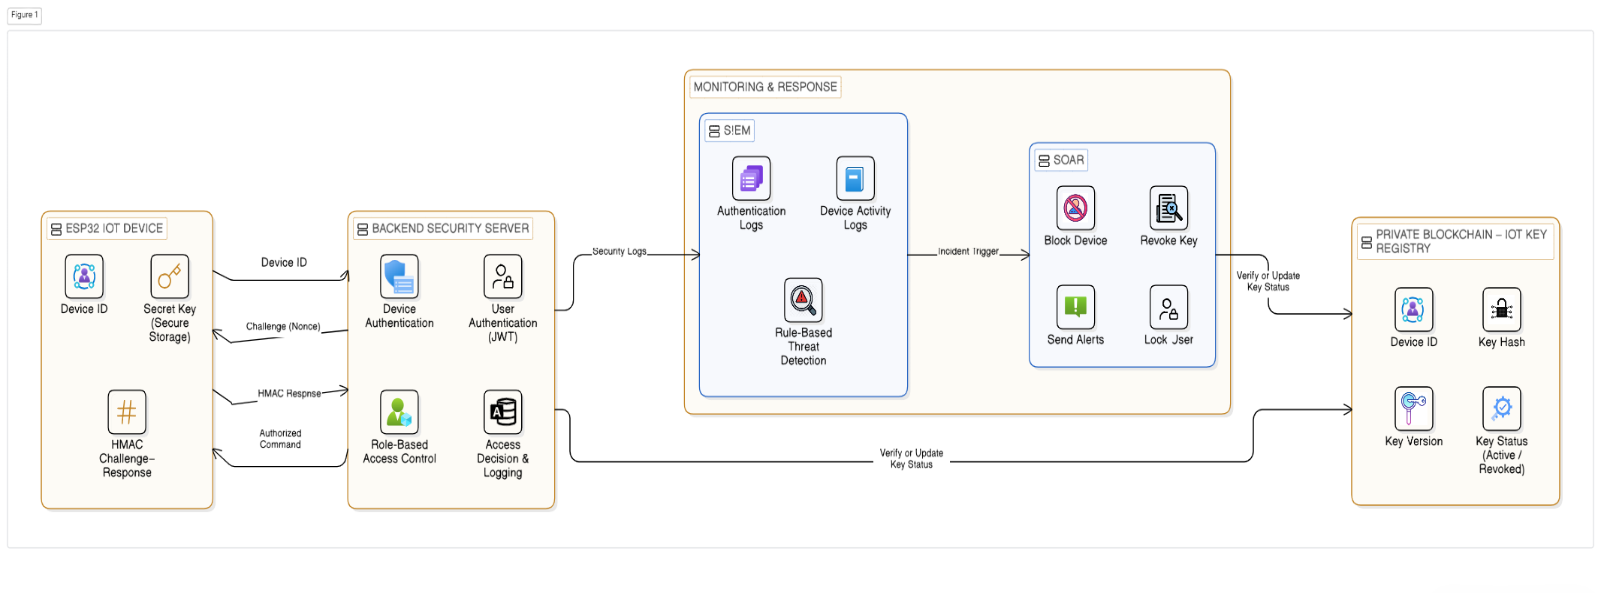 Figure 1
MONITORING & RESPONSE
S!EM
Authentication
Logs
Device Activity
Logs
Rule-Based
Threat
Detection
Incident Trigger
SOAR
Block Device
Revoke Key
Send Alerts
Lock Jser
ESP32 IOT DEVICE
Device ID
Secret Key
(Secure
Storage)
HMAC
Challenge–
Response
Device ID
Challenge (Nonce)
HMAC Respnse
Authorized
Command
BACKEND SECURITY SERVER
Device
Authentication
User
Authentication
(JWT)
Role-Based
Access Control
Access
Decision &
Logging
Security Logs
Verify or Update
Key Status
Verify or Update
Key Status
PRIVATE BLOCKCHAIN – IOT KEY
REGISTRY
Device ID
Key Hash
Key Version
Key Status
(Active /
Revoked)